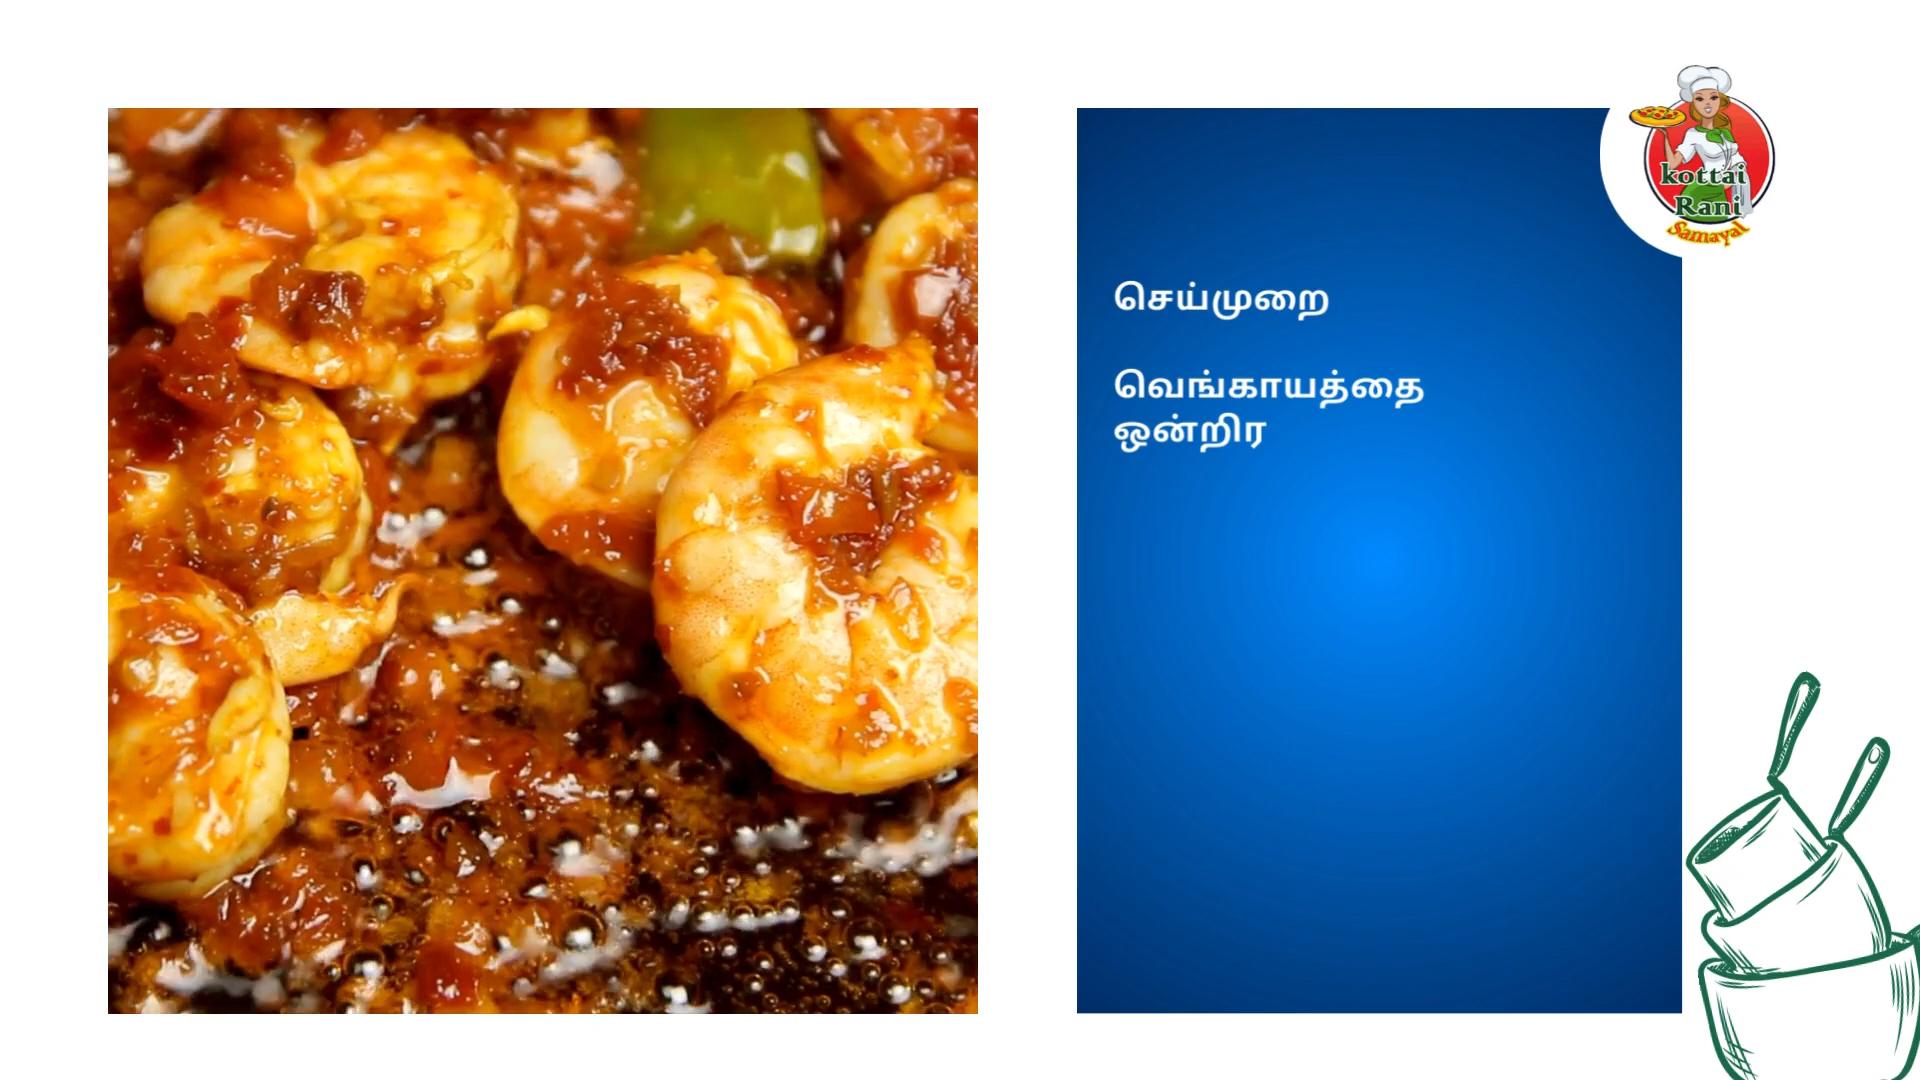 kottai
Rani
Samayal
செய்முறை
வெங்காயத்தை
ஒன்றிர